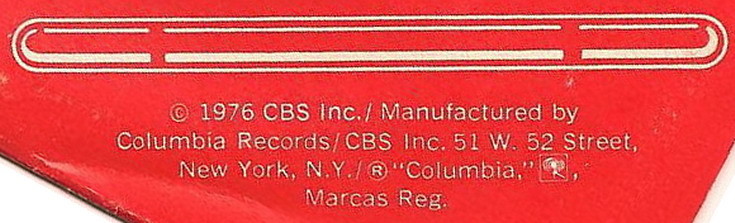 © 1976 CBS Inc./ Manufactured by
Columbia Records/CBS Inc. 51 W. 52 Street,
New York, N.Y./® "Columbia," ,
Marcas Reg.